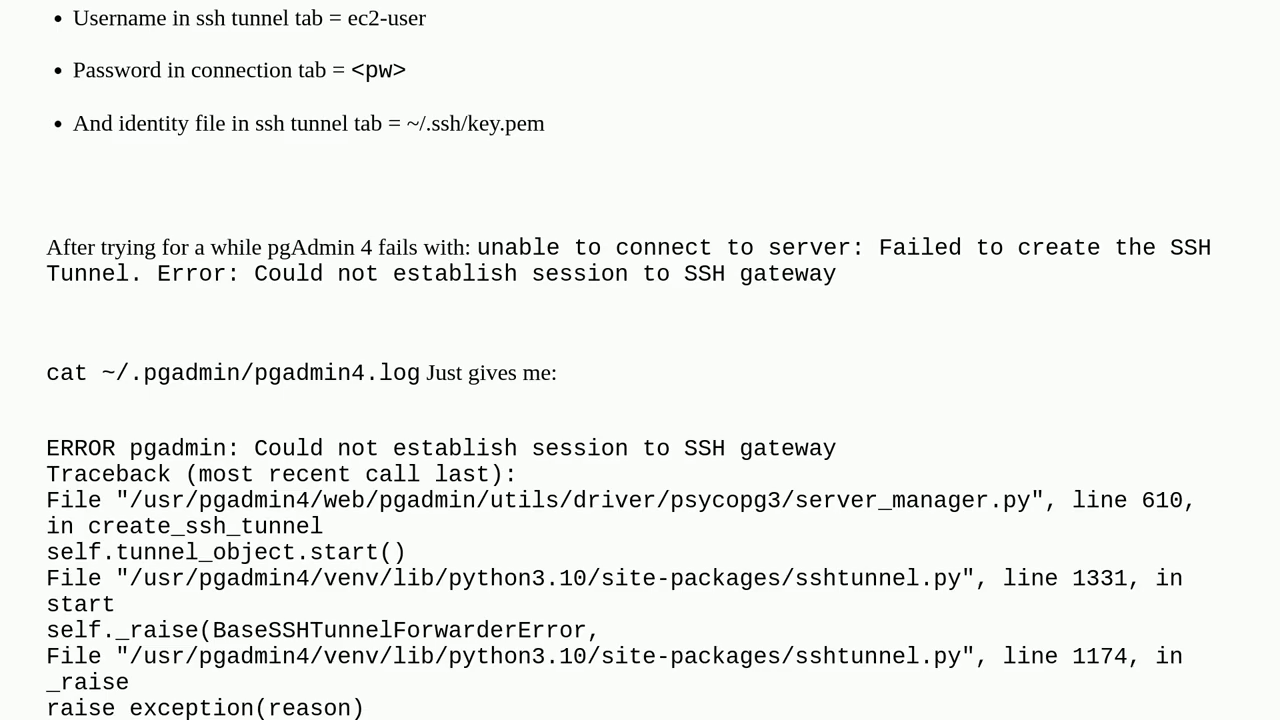 • Username in ssh tunnel tab = ec2-user
• Password in connection tab = <pw>
• And identity file in ssh tunnel tab = ~/.ssh/key.pem
After trying for a while pgAdmin 4 fails with: unable to connect to server: Failed to create the SSH
Tunnel. Error: Could not establish session to SSH gateway
cat ~/.pgadmin/pgadmin4.log Just gives me:
ERROR pgadmin: Could not establish session to SSH gateway
Traceback (most recent call last):
File "/usr/pgadmin4/web/pgadmin/utils/driver/psycopg3/server_manager.py", line 610,
in create_ssh_tunnel
self.tunnel_object.start()
File "/usr/pgadmin4/venv/lib/python3.10/site-packages/sshtunnel.py", line 1331, in
start
self._raise(BaseSSHTunnelForwarderError,
File "/usr/pgadmin4/venv/lib/python3.10/site-packages/sshtunnel.py", line 1174, in
_raise
raise exception(reason)